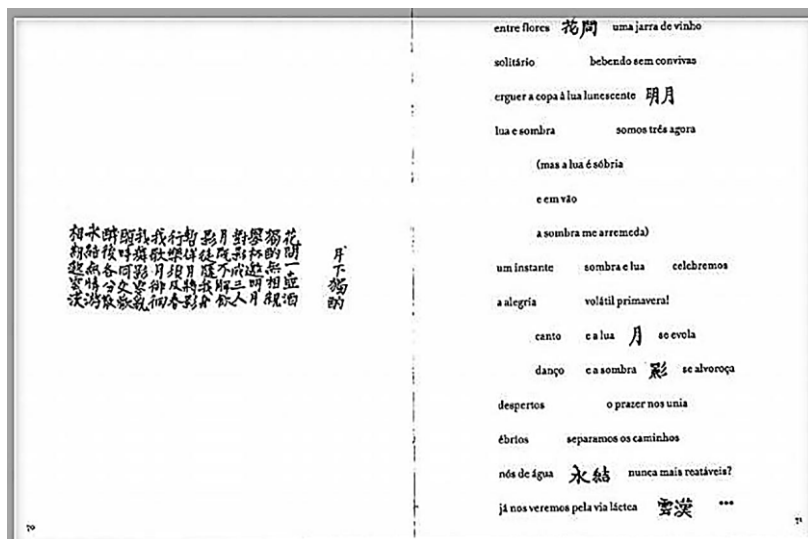 月下獨酌
花間一壺酒
獨酌無相親
舉杯邀明月
對影成三人
月既不解飲
影徒隨我身
暫伴月將影
行樂須及春
我歌月徘徊
我舞影零亂
醒時同交歡
醉後各分散
永結無情游
相期邈雲漢
70
entre flores 花間 uma jarra de vinho
solitário bebendo sem convivas
erguer a copa à lua lunescente 明月
lua e sombra somos três agora
(mas a lua é sóbria
e em vão
a sombra me arremeda)
um instante sombra e lua celebremos
a alegria volátil primavera!
canto e a lua 月 se evola
danço e a sombra 影 se alvoroça
despertos o prazer nos unia
ébrios separamos os caminhos
nós de água 永結 nunca mais reatáveis?
já nos veremos pela via láctea 雲漢 ...
71